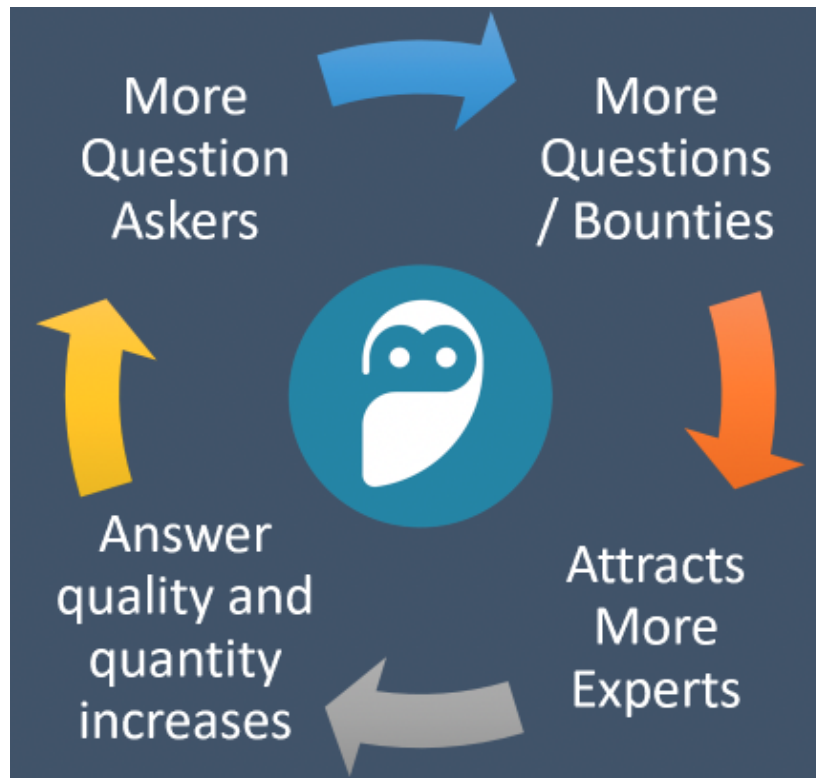 More
Question
Askers
More
Questions
/ Bounties
Attracts
More
Experts
Answer
quality and
quantity
increases